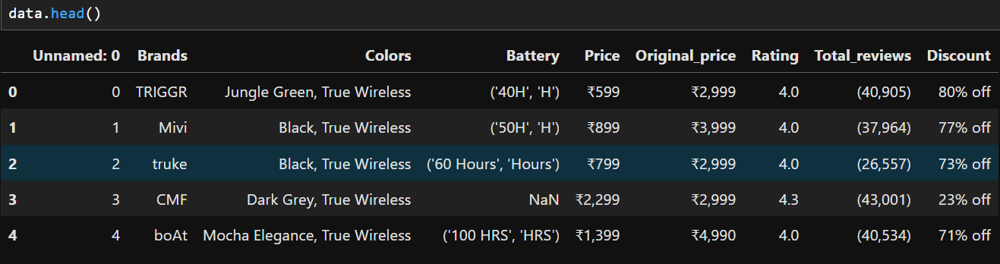 data.head()
Unnamed: 0 Brands Colors Battery Price Original_price Rating Total_reviews Discount
0 0 TRIGGR Jungle Green, True Wireless ('40H', 'H') ₹599 ₹2,999 4.0 (40,905) 80% off
1 1 Mivi Black, True Wireless ('50H', 'H') ₹899 ₹3,999 4.0 (37,964) 77% off
2 2 truke Black, True Wireless ('60 Hours', 'Hours') ₹799 ₹2,999 4.0 (26,557) 73% off
3 3 CMF Dark Grey, True Wireless NaN ₹2,299 ₹2,999 4.3 (43,001) 23% off
4 4 boAt Mocha Elegance, True Wireless ('100 HRS', 'HRS') ₹1,399 ₹4,990 4.0 (40,534) 71% off